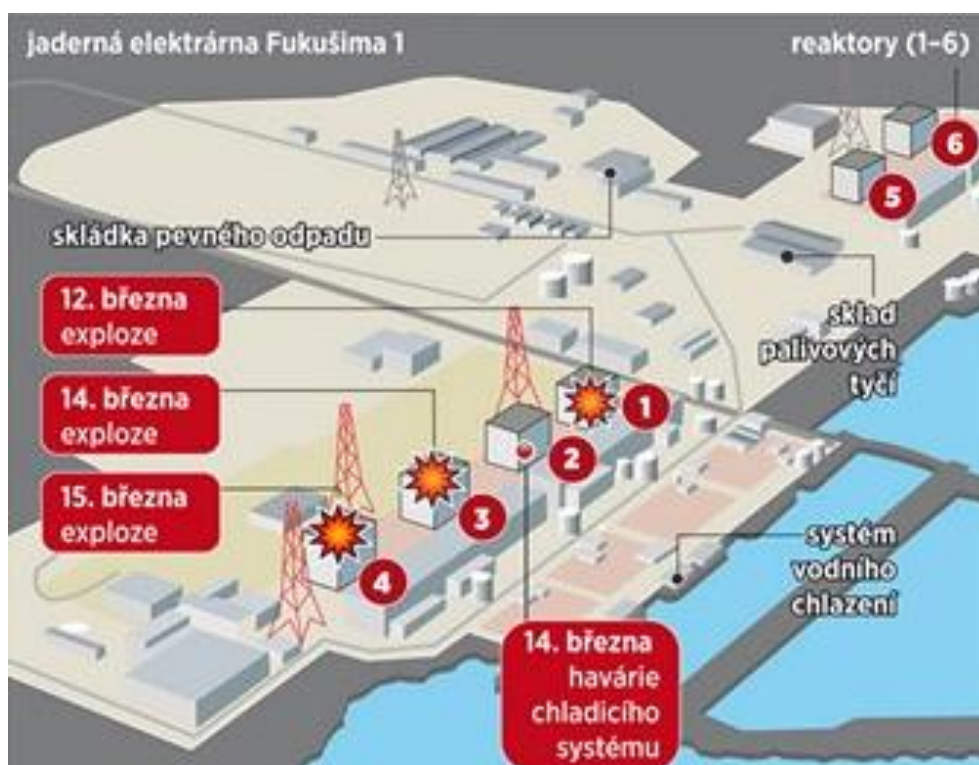 jaderná elektrárna Fukušima 1
reaktory (1–6)
6
5
skládka pevného odpadu
sklad
palivových
tyčí
12. března
exploze
14. března
exploze
15. března
exploze
1
2
3
4
systém
vodního
chlazení
14. března
havárie
chladicího
systému